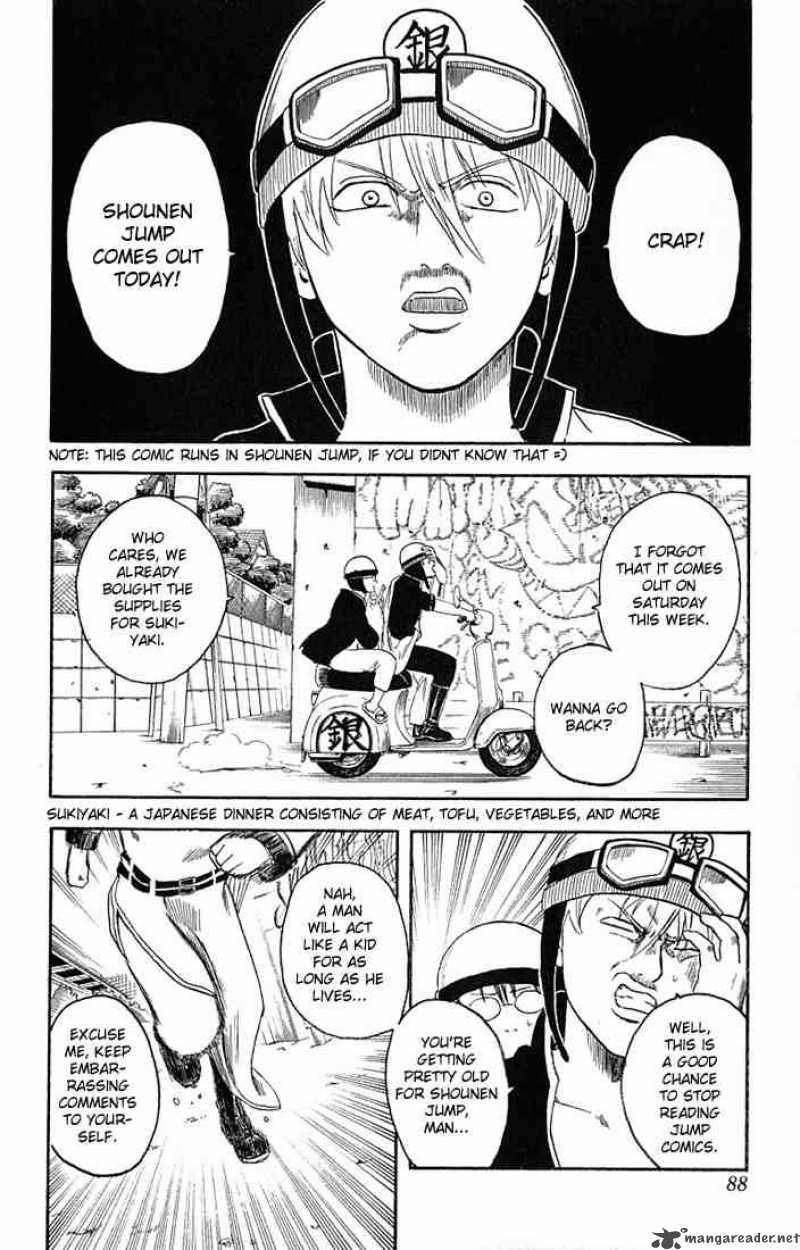 銀
CRAP!
SHOUNEN
JUMP
COMES OUT
TODAY!
NOTE: THIS COMIC RUNS IN SHOUNEN JUMP, IF YOU DIDNT KNOW THAT =)
I FORGOT
THAT IT COMES
OUT ON
SATURDAY
THIS WEEK.
WANNA GO
BACK?
WHO
CARES, WE
ALREADY
BOUGHT THE
SUPPLIES
FOR SUKI-
YAKI.
銀
SUKIYAKI - A JAPANESE DINNER CONSISTING OF MEAT, TOFU, VEGETABLES, AND MORE
銀
WELL,
THIS IS
A GOOD
CHANCE
TO STOP
READING
JUMP
COMICS.
YOU'RE
GETTING
PRETTY OLD
FOR SHOUNEN
JUMP,
MAN...
NAH,
A MAN
WILL ACT
LIKE A KID
FOR AS
LONG AS HE
LIVES...
EXCUSE
ME, KEEP
EMBAR-
RASSING
COMMENTS
TO YOUR-
SELF.
88
mangareader.net